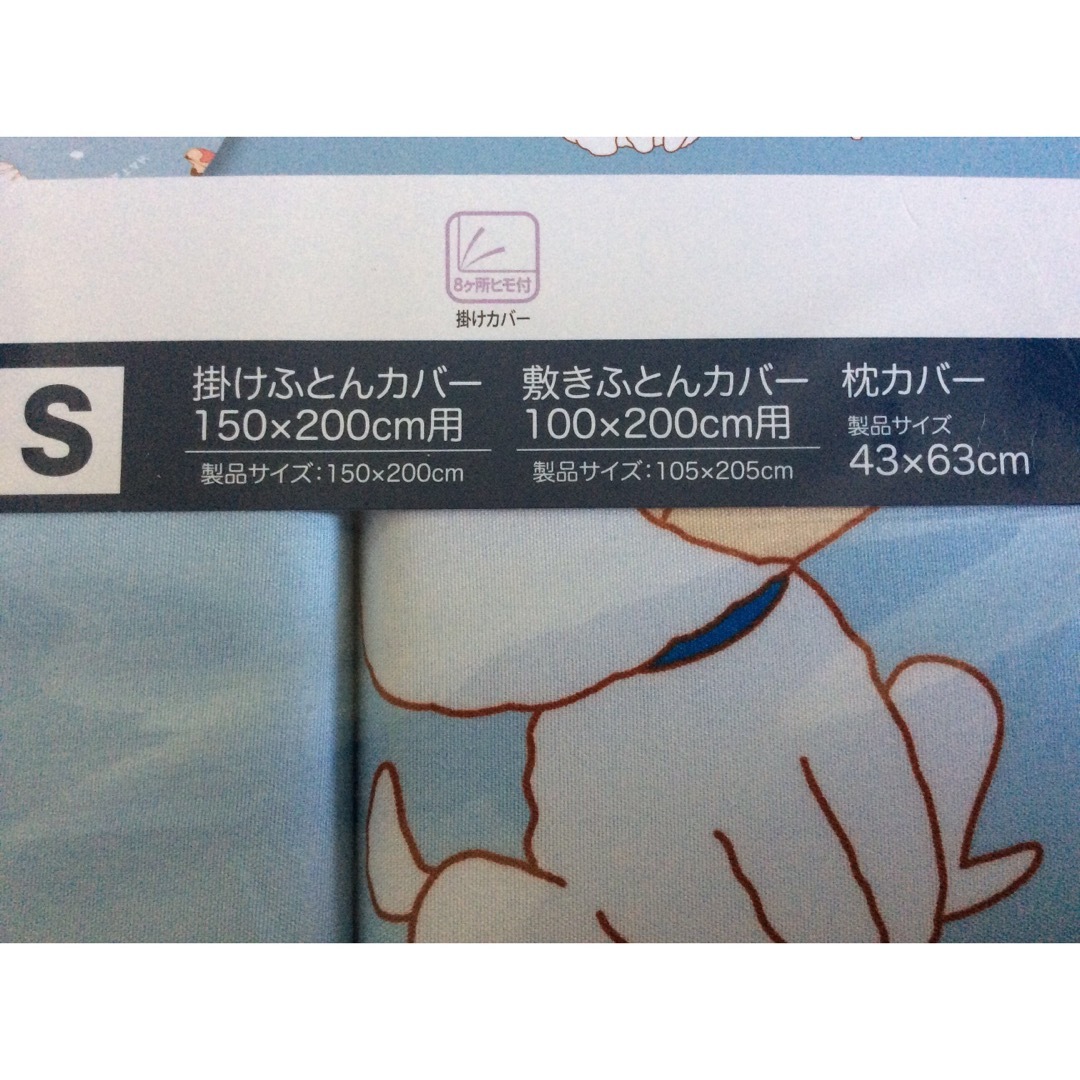 8ヶ所ヒモ付
掛けカバー
S
掛けふとんカバー
150×200cm用
製品サイズ：150×200cm
敷きふとんカバー
100×200cm用
製品サイズ：105×205cm
枕カバー
製品サイズ
43×63cm